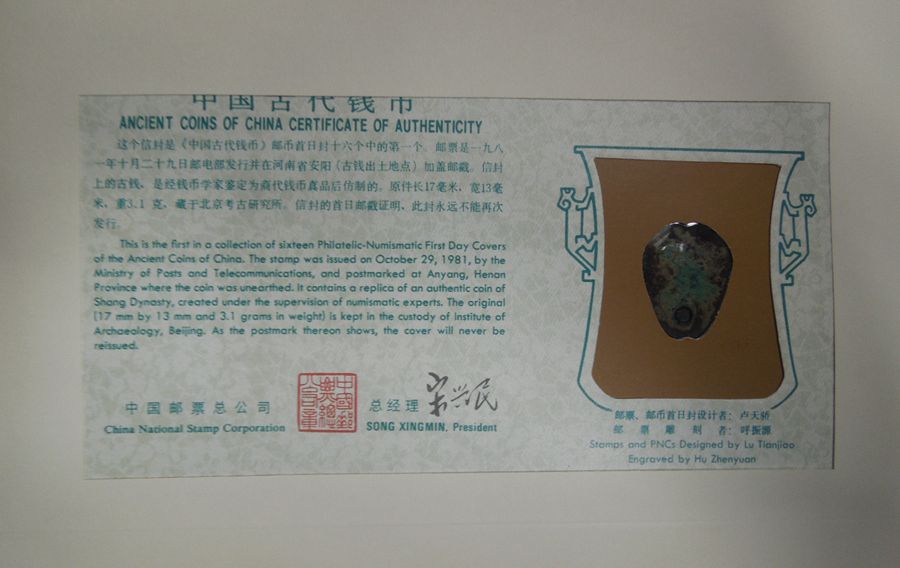 中国古代钱币
ANCIENT COINS OF CHINA CERTIFICATE OF AUTHENTICITY
这个信封是《中国古代钱币》邮币首日封十六个中的第一个。邮票是一九八
一年十月二十九日邮电部发行并在河南省安阳（古钱出土地点）加盖邮戳。信封
上的古钱，是经钱币学家鉴定为商代钱币真品后仿制的。原件长17毫米、宽13毫
米、重3.1 克，藏于北京考古研究所。信封的首日邮戳证明，此封永远不能再次
发行。
This is the first in a collection of sixteen Philatelic-Numismatic First Day Covers
of the Ancient Coins of China. The stamp was issued on October 29, 1981, by the
Ministry of Posts and Telecommunications, and postmarked at Anyang, Henan
Province where the coin was unearthed. It contains a replica of an authentic coin of
Shang Dynasty, created under the supervision of numismatic experts. The original
(17 mm by 13 mm and 3.1 grams in weight) is kept in the custody of Institute of
Archaeology, Beijing. As the postmark thereon shows, the cover will never be
reissued.
中国邮票总公司
China National Stamp Corporation
总经理 宋兴民
SONG XINGMIN, President
邮票、邮币首日封设计者：卢天骄
邮票雕刻者：呼振源
Stamps and PNCs Designed by Lu Tianjiao
Engraved by Hu Zhenyuan